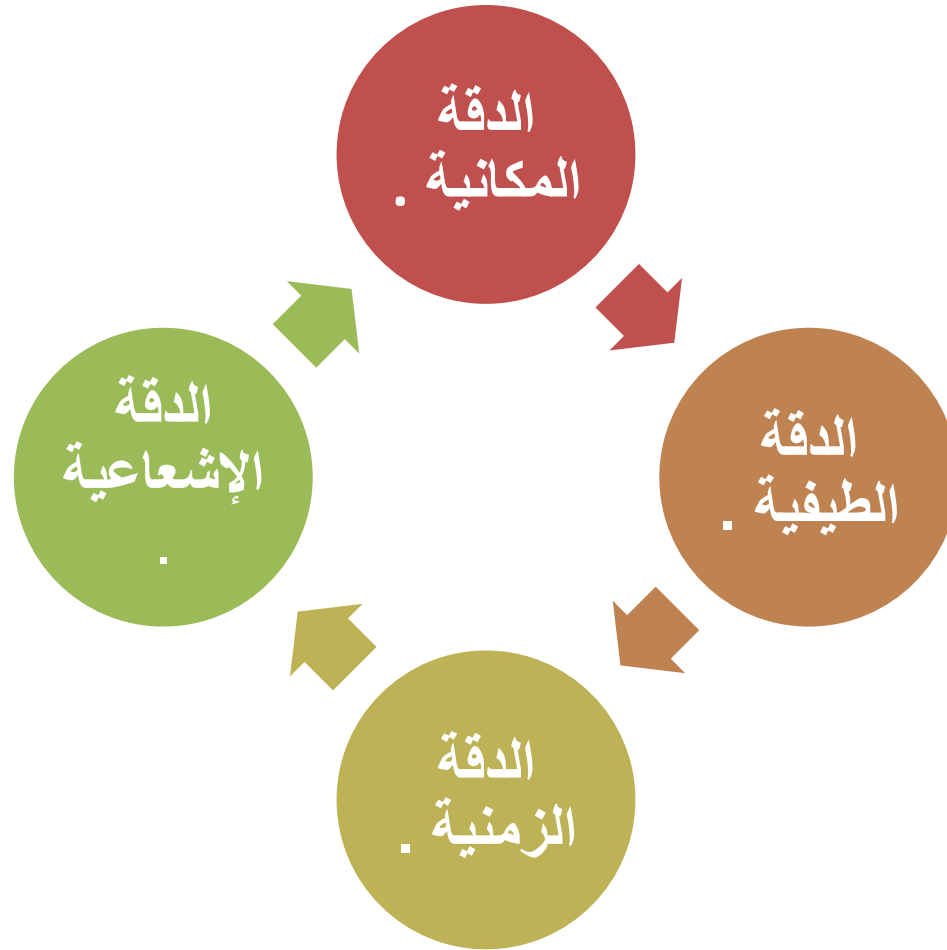 الدقة
المكانية .
الدقة
الطيفية .
الدقة
الزمنية .
الدقة
الإشعاعية
.